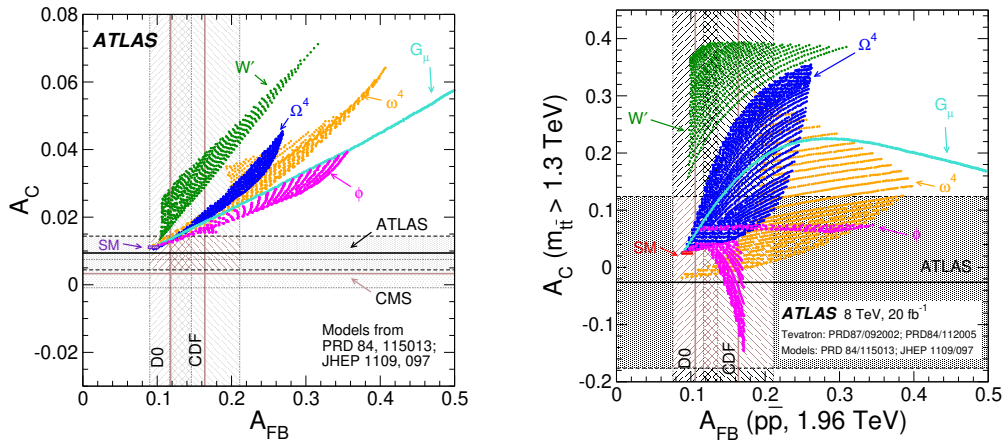 ATLAS
W′
Ω⁴
G_μ
ω⁴
ϕ
SM
ATLAS
CMS
D0
CDF
Models from
PRD 84, 115013;
JHEP 1109, 097
0.08
0.06
0.04
0.02
0
-0.02
A_C
0
0.1
0.2
0.3
0.4
0.5
A_FB
Ω⁴
G_μ
W′
ω⁴
ϕ
SM
ATLAS
D0
CDF
ATLAS 8 TeV, 20 fb⁻¹
Tevatron: PRD87/092002; PRD84/112005
Models: PRD 84/115013; JHEP 1109/097
0.4
0.3
0.2
0.1
0
-0.1
-0.2
A_C (m_tt̄ > 1.3 TeV)
0
0.1
0.2
0.3
0.4
0.5
A_FB (pp̄, 1.96 TeV)